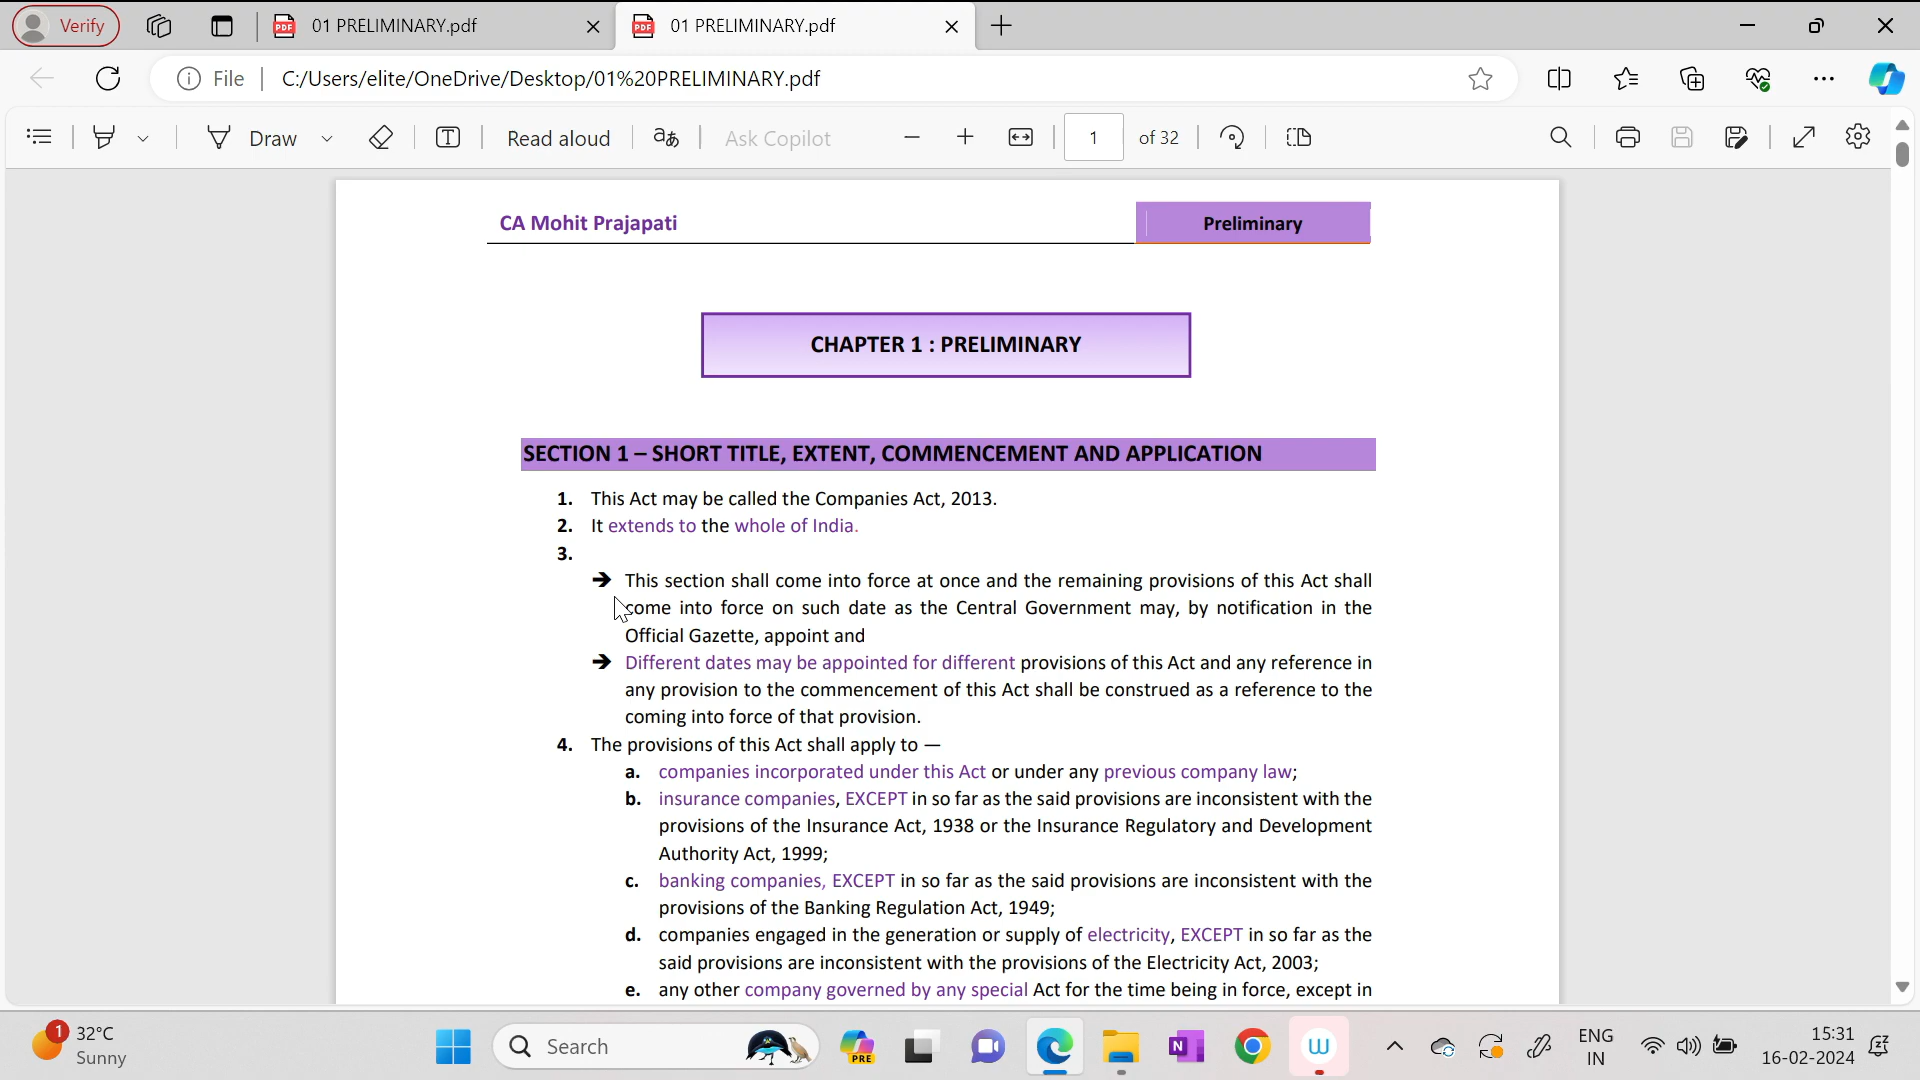 Verify
01 PRELIMINARY.pdf
01 PRELIMINARY.pdf
File
C:/Users/elite/OneDrive/Desktop/01%20PRELIMINARY.pdf
Draw
T
Read aloud
aあ
Ask Copilot
1
of 32
CA Mohit Prajapati
Preliminary
CHAPTER 1 : PRELIMINARY
SECTION 1 – SHORT TITLE, EXTENT, COMMENCEMENT AND APPLICATION
1. This Act may be called the Companies Act, 2013.
2. It extends to the whole of India.
3.
➔ This section shall come into force at once and the remaining provisions of this Act shall
come into force on such date as the Central Government may, by notification in the
Official Gazette, appoint and
➔ Different dates may be appointed for different provisions of this Act and any reference in
any provision to the commencement of this Act shall be construed as a reference to the
coming into force of that provision.
4. The provisions of this Act shall apply to —
a. companies incorporated under this Act or under any previous company law;
b. insurance companies, EXCEPT in so far as the said provisions are inconsistent with the
provisions of the Insurance Act, 1938 or the Insurance Regulatory and Development
Authority Act, 1999;
c. banking companies, EXCEPT in so far as the said provisions are inconsistent with the
provisions of the Banking Regulation Act, 1949;
d. companies engaged in the generation or supply of electricity, EXCEPT in so far as the
said provisions are inconsistent with the provisions of the Electricity Act, 2003;
e. any other company governed by any special Act for the time being in force, except in
1
32°C
Sunny
Search
PRE
N
W
ENG
IN
15:31
16-02-2024